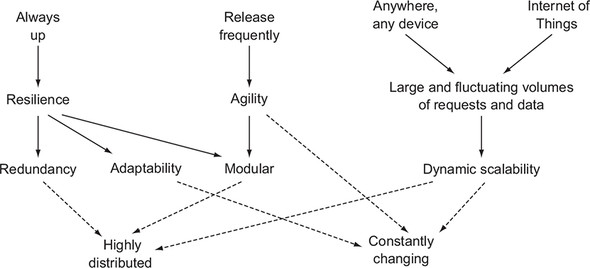 Always
up
Release
frequently
Anywhere,
any device
Internet of
Things
Resilience
Agility
Large and fluctuating volumes
of requests and data
Redundancy
Adaptability
Modular
Dynamic scalability
Highly
distributed
Constantly
changing